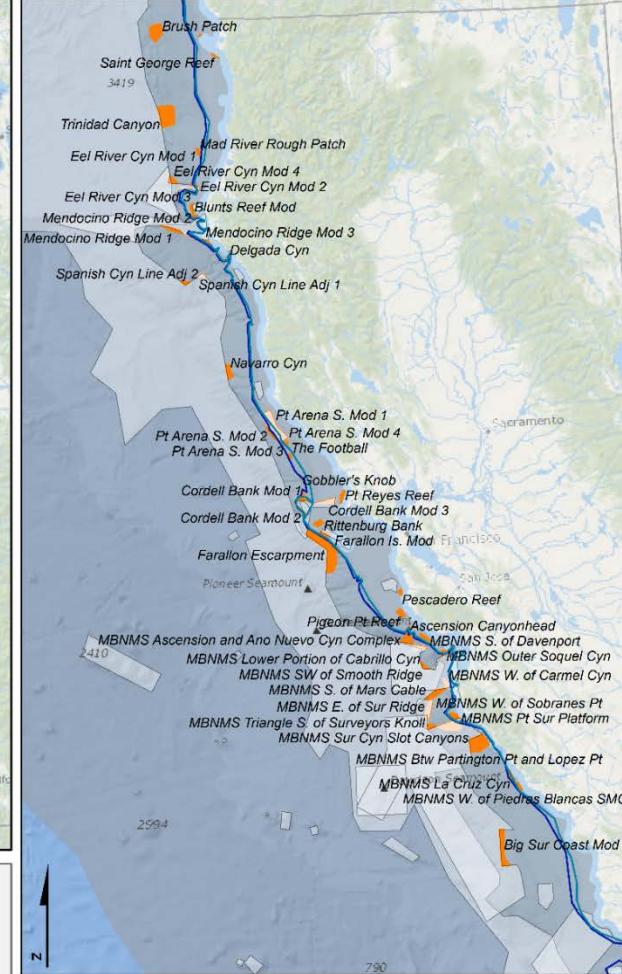 Brush Patch
Saint George Reef
3419
Trinidad Canyon
Mad River Rough Patch
Eel River Cyn Mod 1
Eel River Cyn Mod 4
Eel River Cyn Mod 2
Eel River Cyn Mod 3
Blunts Reef Mod
Mendocino Ridge Mod 2
Mendocino Ridge Mod 3
Mendocino Ridge Mod 1
Delgada Cyn
Spanish Cyn Line Adj 2
Spanish Cyn Line Adj 1
Navarro Cyn
Pt Arena S. Mod 1
Sacramento
Pt Arena S. Mod 2
Pt Arena S. Mod 4
Pt Arena S. Mod 3
The Football
Gobbler's Knob
Cordell Bank Mod 1
Pt Reyes Reef
Cordell Bank Mod 3
Cordell Bank Mod 2
Rittenburg Bank
Farallon Is. Mod
Francisco
Farallon Escarpment
San Jose
Pioneer Seamount
Pescadero Reef
Pigeon Pt Reef
Ascension Canyonhead
MBNMS Ascension and Ano Nuevo Cyn Complex
MBNMS S. of Davenport
2410
MBNMS Lower Portion of Cabrillo Cyn
MBNMS Outer Soquel Cyn
MBNMS SW of Smooth Ridge
MBNMS W. of Carmel Cyn
MBNMS S. of Mars Cable
MBNMS E. of Sur Ridge
MBNMS W. of Sobranes Pt
MBNMS Triangle S. of Surveyors Knoll
MBNMS Pt Sur Platform
MBNMS Sur Cyn Slot Canyons
MBNMS Btw Partington Pt and Lopez Pt
Seamount
MBNMS La Cruz Cyn
MBNMS W. of Piedras Blancas SMC
2994
Big Sur Coast Mod
N
790